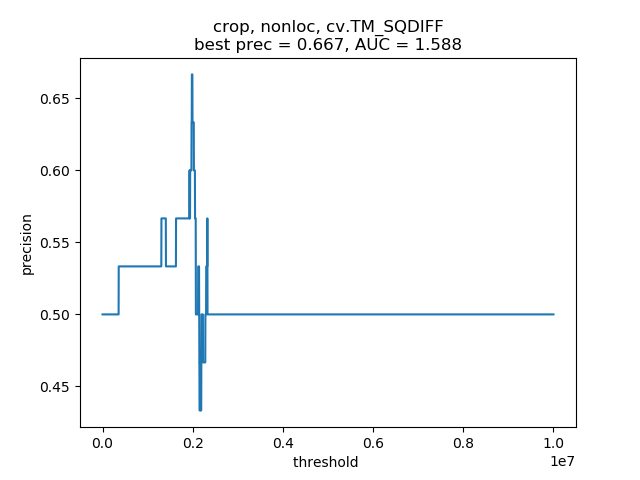 crop, nonloc, cv.TM_SQDIFF
best prec = 0.667, AUC = 1.588
0.65
0.60
0.55
0.50
0.45
precision
0.0 0.2 0.4 0.6 0.8 1.0
1e7
threshold